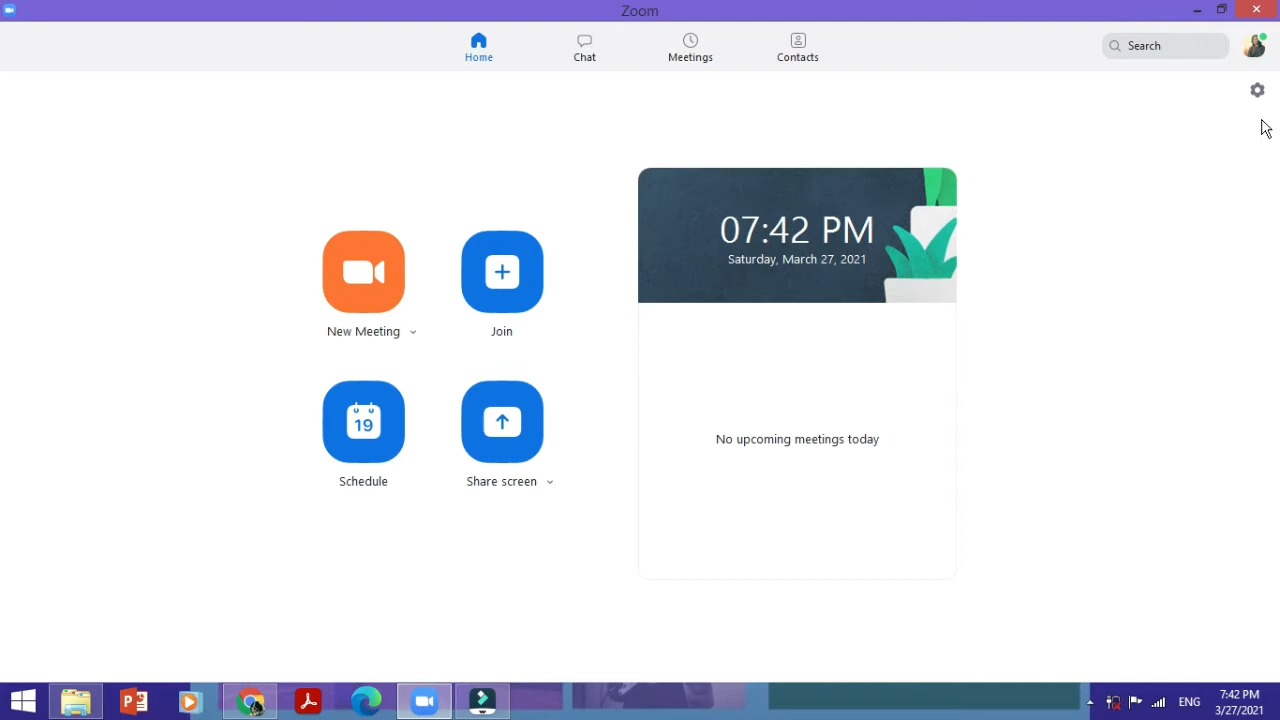 Zoom
Home
Chat
Meetings
Contacts
Search
07:42 PM
Saturday, March 27, 2021
New Meeting
Join
19
Schedule
Share screen
No upcoming meetings today
ENG
7:42 PM
3/27/2021